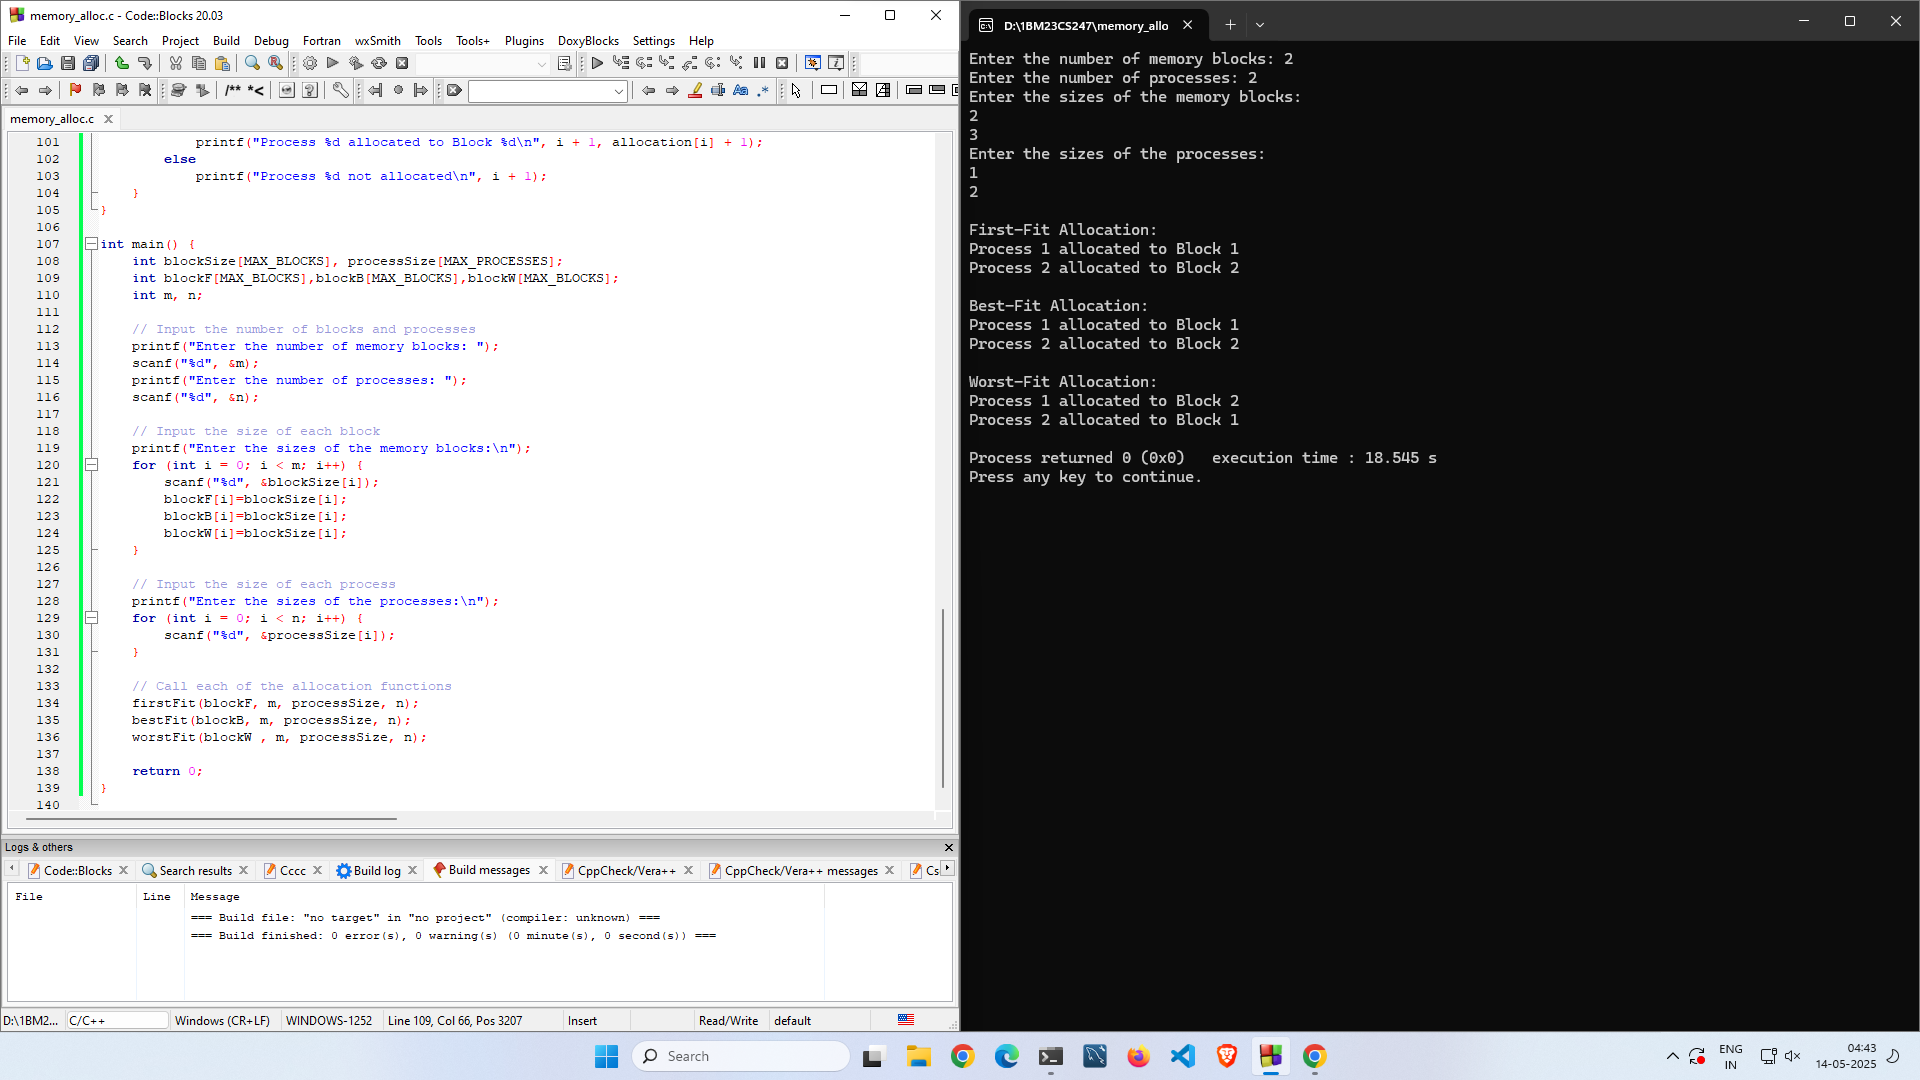 memory_alloc.c - Code::Blocks 20.03
File Edit View Search Project Build Debug Fortran wxSmith Tools Tools+ Plugins DoxyBlocks Settings Help
/** *<
Aa .*
memory_alloc.c
101 printf("Process %d allocated to Block %d\n", i + 1, allocation[i] + 1);
102 else
103 printf("Process %d not allocated\n", i + 1);
104 }
105 }
106
107 int main() {
108 int blockSize[MAX_BLOCKS], processSize[MAX_PROCESSES];
109 int blockF[MAX_BLOCKS],blockB[MAX_BLOCKS],blockW[MAX_BLOCKS];
110 int m, n;
111
112 // Input the number of blocks and processes
113 printf("Enter the number of memory blocks: ");
114 scanf("%d", &m);
115 printf("Enter the number of processes: ");
116 scanf("%d", &n);
117
118 // Input the size of each block
119 printf("Enter the sizes of the memory blocks:\n");
120 for (int i = 0; i < m; i++) {
121 scanf("%d", &blockSize[i]);
122 blockF[i]=blockSize[i];
123 blockB[i]=blockSize[i];
124 blockW[i]=blockSize[i];
125 }
126
127 // Input the size of each process
128 printf("Enter the sizes of the processes:\n");
129 for (int i = 0; i < n; i++) {
130 scanf("%d", &processSize[i]);
131 }
132
133 // Call each of the allocation functions
134 firstFit(blockF, m, processSize, n);
135 bestFit(blockB, m, processSize, n);
136 worstFit(blockW , m, processSize, n);
137
138 return 0;
139 }
140
Logs & others
Code::Blocks Search results Cccc Build log Build messages CppCheck/Vera++ CppCheck/Vera++ messages Cs
File Line Message
=== Build file: "no target" in "no project" (compiler: unknown) ===
=== Build finished: 0 error(s), 0 warning(s) (0 minute(s), 0 second(s)) ===
D:\1BM2... C/C++ Windows (CR+LF) WINDOWS-1252 Line 109, Col 66, Pos 3207 Insert Read/Write default
D:\1BM23CS247\memory_allo
Enter the number of memory blocks: 2
Enter the number of processes: 2
Enter the sizes of the memory blocks:
2
3
Enter the sizes of the processes:
1
2
First-Fit Allocation:
Process 1 allocated to Block 1
Process 2 allocated to Block 2
Best-Fit Allocation:
Process 1 allocated to Block 1
Process 2 allocated to Block 2
Worst-Fit Allocation:
Process 1 allocated to Block 2
Process 2 allocated to Block 1
Process returned 0 (0x0) execution time : 18.545 s
Press any key to continue.
Search
ENG
IN
04:43
14-05-2025